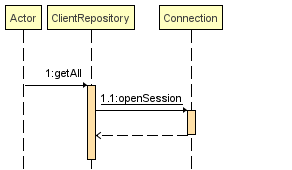 Actor ClientRepository Connection
1:getAll
1.1:openSession